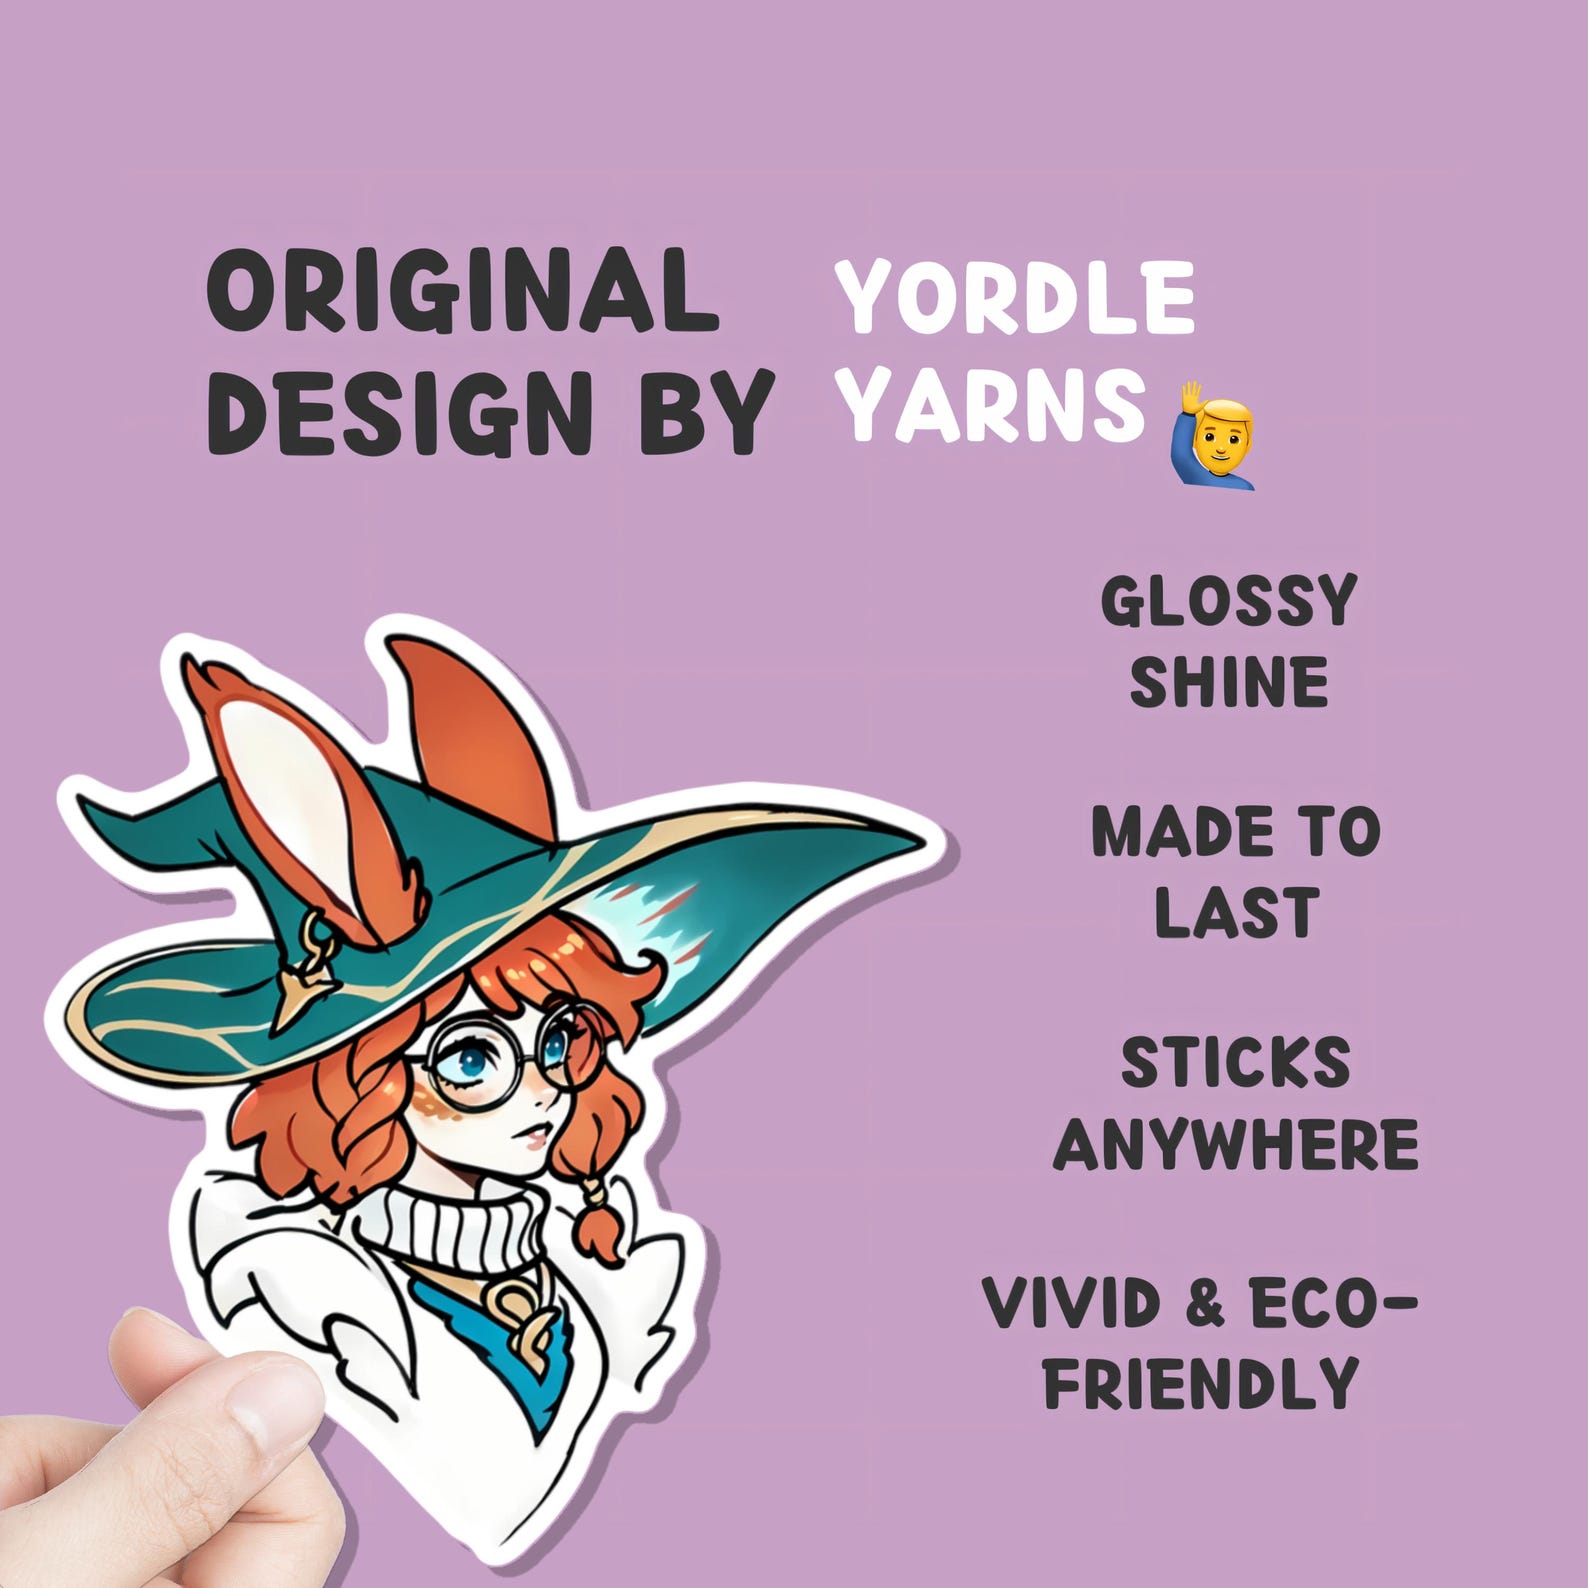 ORIGINAL
DESIGN BY
YORDLE
YARNS
GLOSSY
SHINE
MADE TO
LAST
STICKS
ANYWHERE
VIVID & ECO-
FRIENDLY